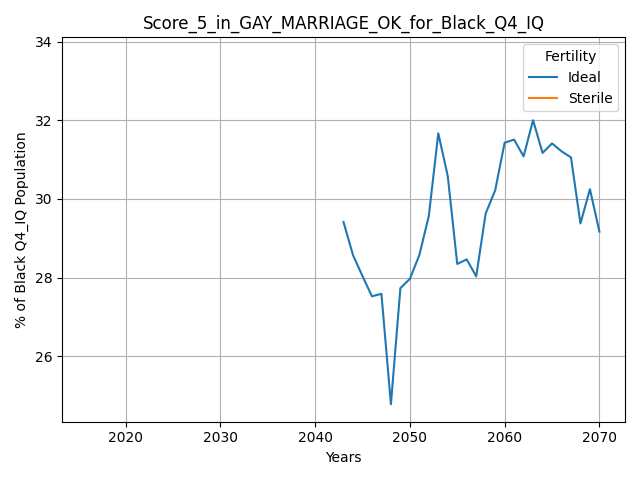 Score_5_in_GAY_MARRIAGE_OK_for_Black_Q4_IQ
Fertility
Ideal
Sterile
% of Black Q4_IQ Population
34
32
30
28
26
2020 2030 2040 2050 2060 2070
Years